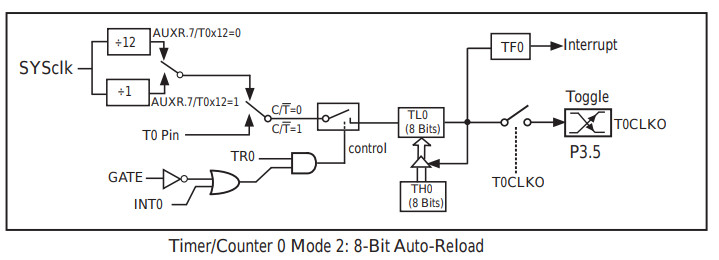 ÷12
AUXR.7/T0x12=0
SYSclk
÷1
AUXR.7/T0x12=1
T0 Pin
C/T̅=0
C/T̅=1
control
TR0
GATE
INT0
TL0
(8 Bits)
TH0
(8 Bits)
TF0
Interrupt
Toggle
T0CLKO
P3.5
T0CLKO
Timer/Counter 0 Mode 2: 8-Bit Auto-Reload